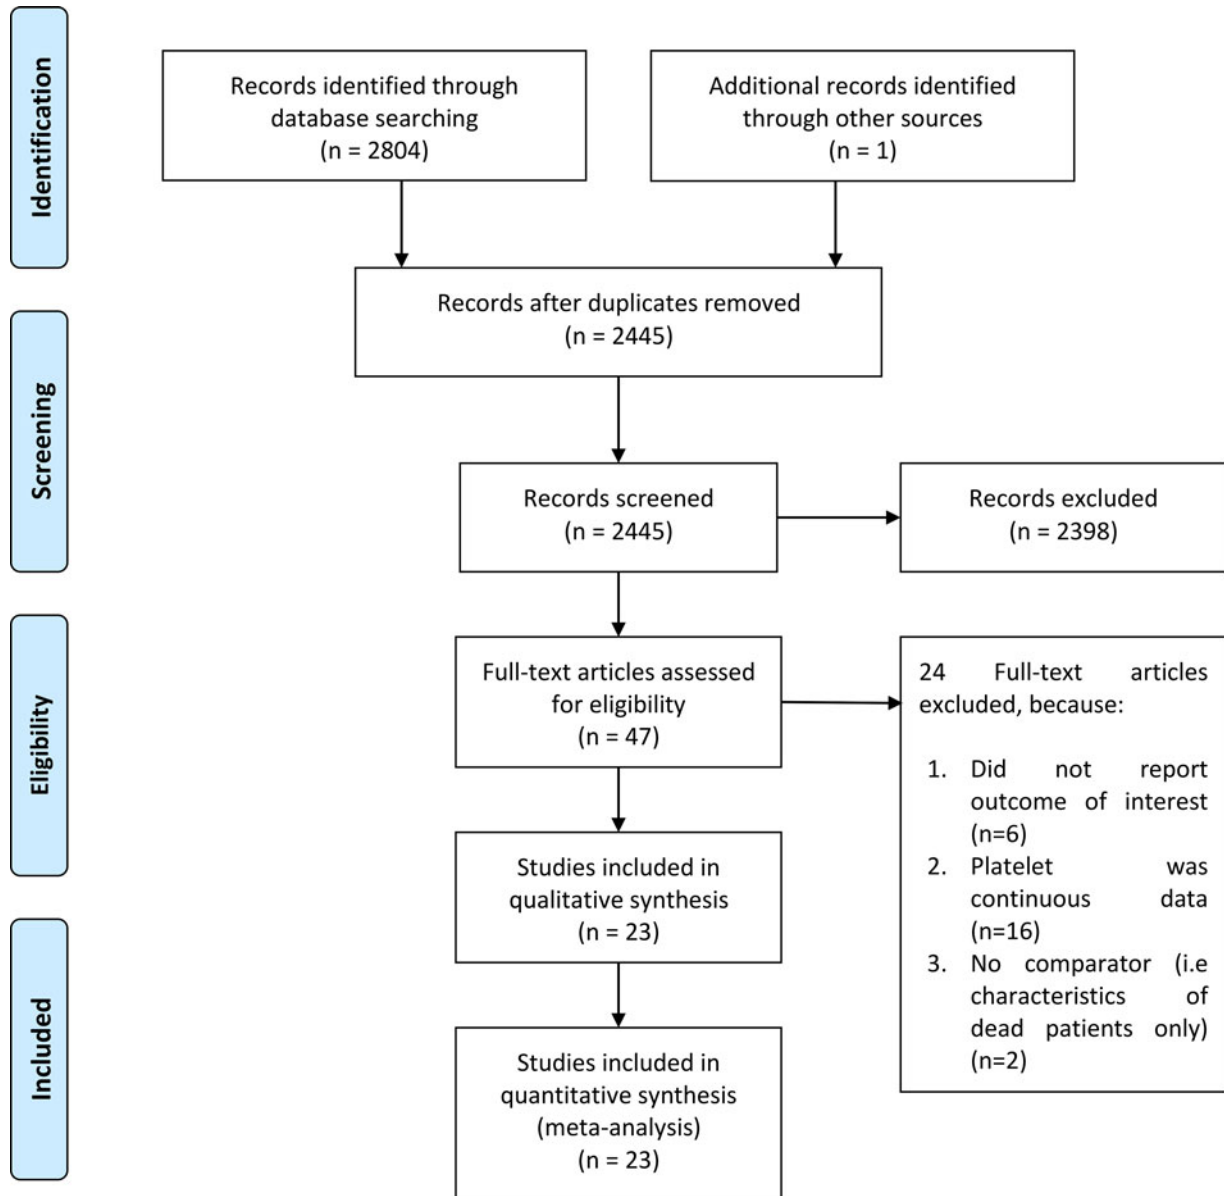 Identification
Records identified through
database searching
(n = 2804)
Additional records identified
through other sources
(n = 1)
Records after duplicates removed
(n = 2445)
Screening
Records screened
(n = 2445)
Records excluded
(n = 2398)
Eligibility
Full-text articles assessed
for eligibility
(n = 47)
24 Full-text articles
excluded, because:
1. Did not report
outcome of interest
(n=6)
2. Platelet was
continuous data
(n=16)
3. No comparator (i.e
characteristics of
dead patients only)
(n=2)
Studies included in
qualitative synthesis
(n = 23)
Included
Studies included in
quantitative synthesis
(meta-analysis)
(n = 23)